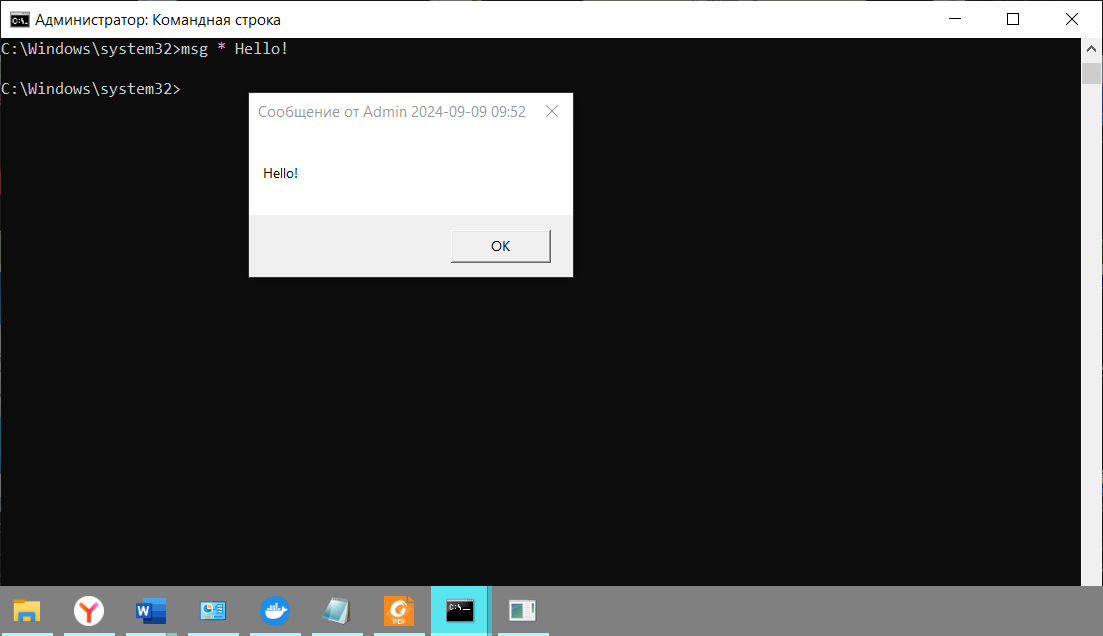 Администратор: Командная строка
C:\Windows\system32>msg * Hello!
C:\Windows\system32>
Сообщение от Admin 2024-09-09 09:52
Hello!
OK
W
PDF
C:\._